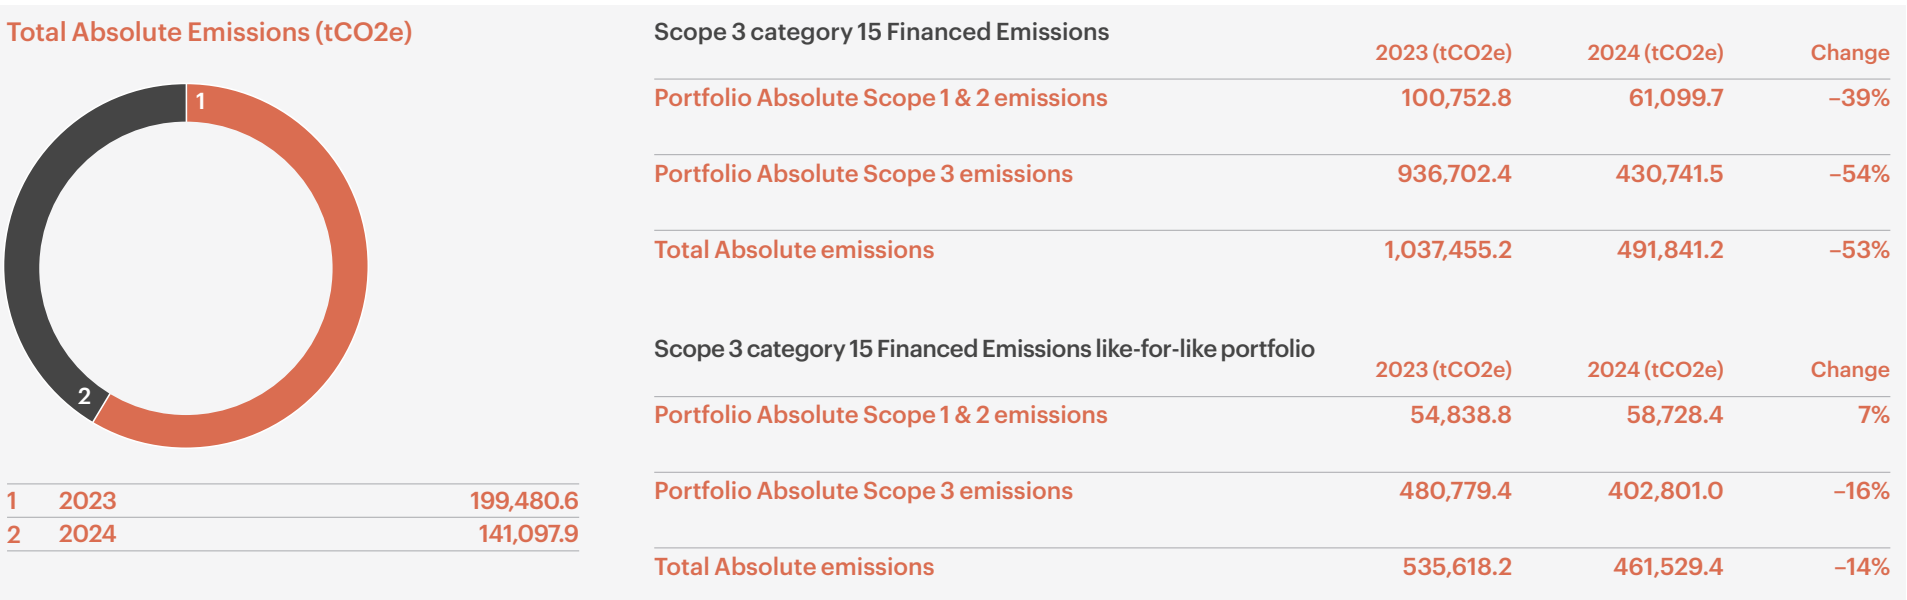 Total Absolute Emissions (tCO2e)
1
2
1 2023 199,480.6
2 2024 141,097.9
Scope 3 category 15 Financed Emissions
2023 (tCO2e) 2024 (tCO2e) Change
Portfolio Absolute Scope 1 & 2 emissions 100,752.8 61,099.7 –39%
Portfolio Absolute Scope 3 emissions 936,702.4 430,741.5 –54%
Total Absolute emissions 1,037,455.2 491,841.2 –53%
Scope 3 category 15 Financed Emissions like-for-like portfolio
2023 (tCO2e) 2024 (tCO2e) Change
Portfolio Absolute Scope 1 & 2 emissions 54,838.8 58,728.4 7%
Portfolio Absolute Scope 3 emissions 480,779.4 402,801.0 –16%
Total Absolute emissions 535,618.2 461,529.4 –14%